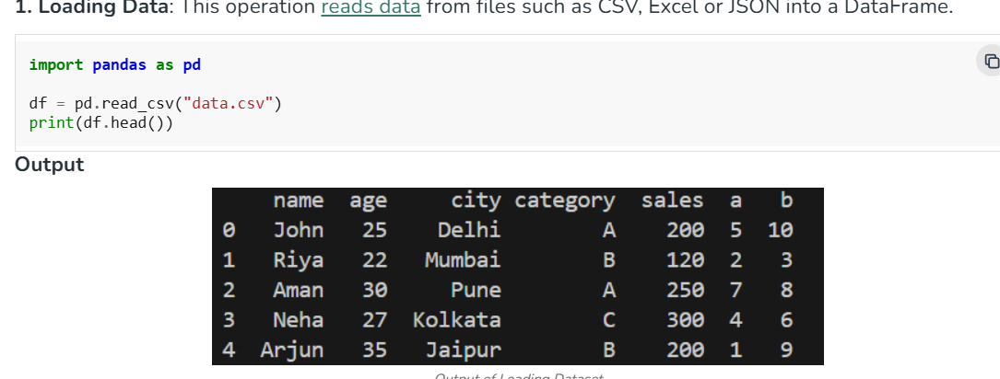 1. Loading Data: This operation reads data from files such as CSV, Excel or JSON into a DataFrame.
import pandas as pd
df = pd.read_csv("data.csv")
print(df.head())
Output
name age city category sales a b
0 John 25 Delhi A 200 5 10
1 Riya 22 Mumbai B 120 2 3
2 Aman 30 Pune A 250 7 8
3 Neha 27 Kolkata C 300 4 6
4 Arjun 35 Jaipur B 200 1 9
Output of Loading Dataset